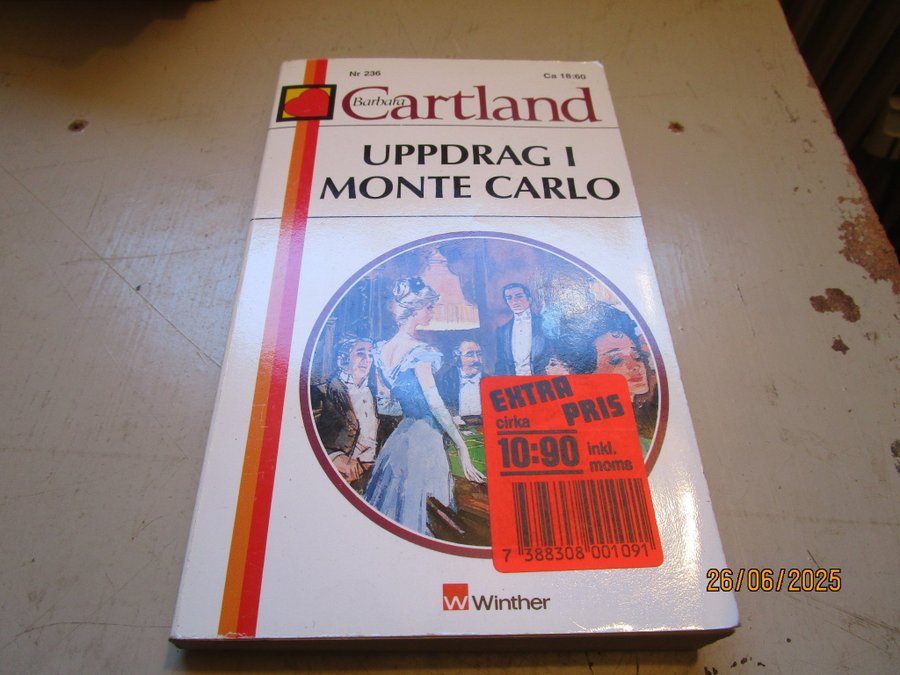 Nr 236
Ca 18:60
Barbara
Cartland
UPPDRAG I
MONTE CARLO
EXTRA
PRIS
cirka
10:90 inkl.
moms
7 388308 001091
W Winther
26/06/2025